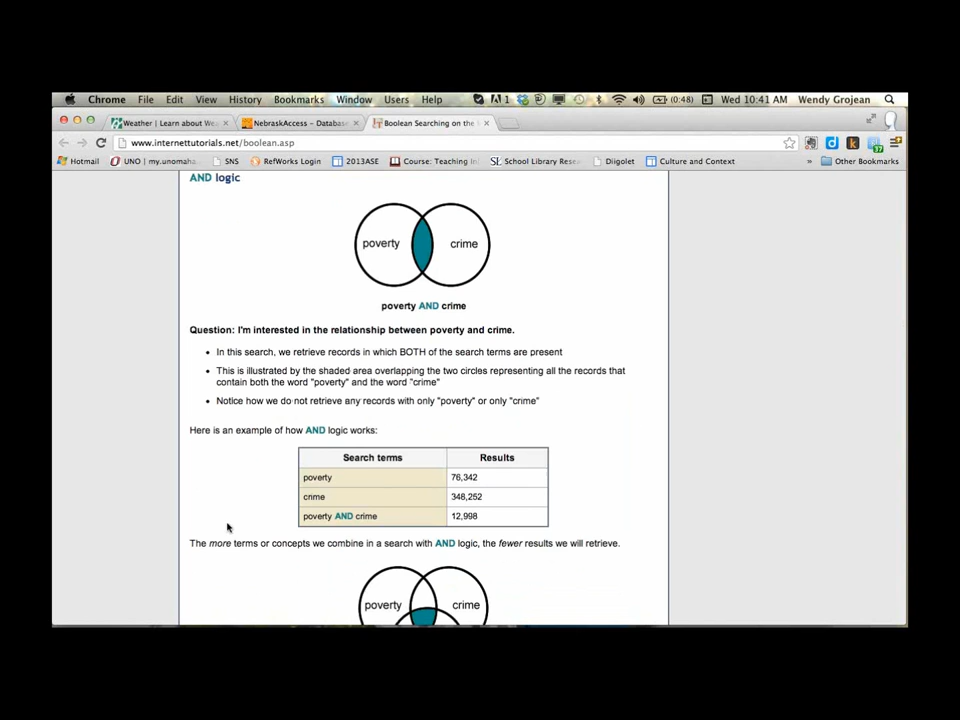 Chrome File Edit View History Bookmarks Window Users Help 1 (0:48) Wed 10:41 AM Wendy Grojean
Weather | Learn about Wea × NebraskAccess - Databas × Boolean Searching on the ×
www.internettutorials.net/boolean.asp
Hotmail UNO | my.unomah SNS RefWorks Login 2013ASE Course: Teaching In School Library Rese Diigolet Culture and Context » Other Bookmarks
AND logic
poverty crime
poverty AND crime
Question: I'm interested in the relationship between poverty and crime.
• In this search, we retrieve records in which BOTH of the search terms are present
• This is illustrated by the shaded area overlapping the two circles representing all the records that
contain both the word "poverty" and the word "crime"
• Notice how we do not retrieve any records with only "poverty" or only "crime"
Here is an example of how AND logic works:
Search terms Results
poverty 76,342
crime 348,252
poverty AND crime 12,998
The more terms or concepts we combine in a search with AND logic, the fewer results we will retrieve.
poverty crime